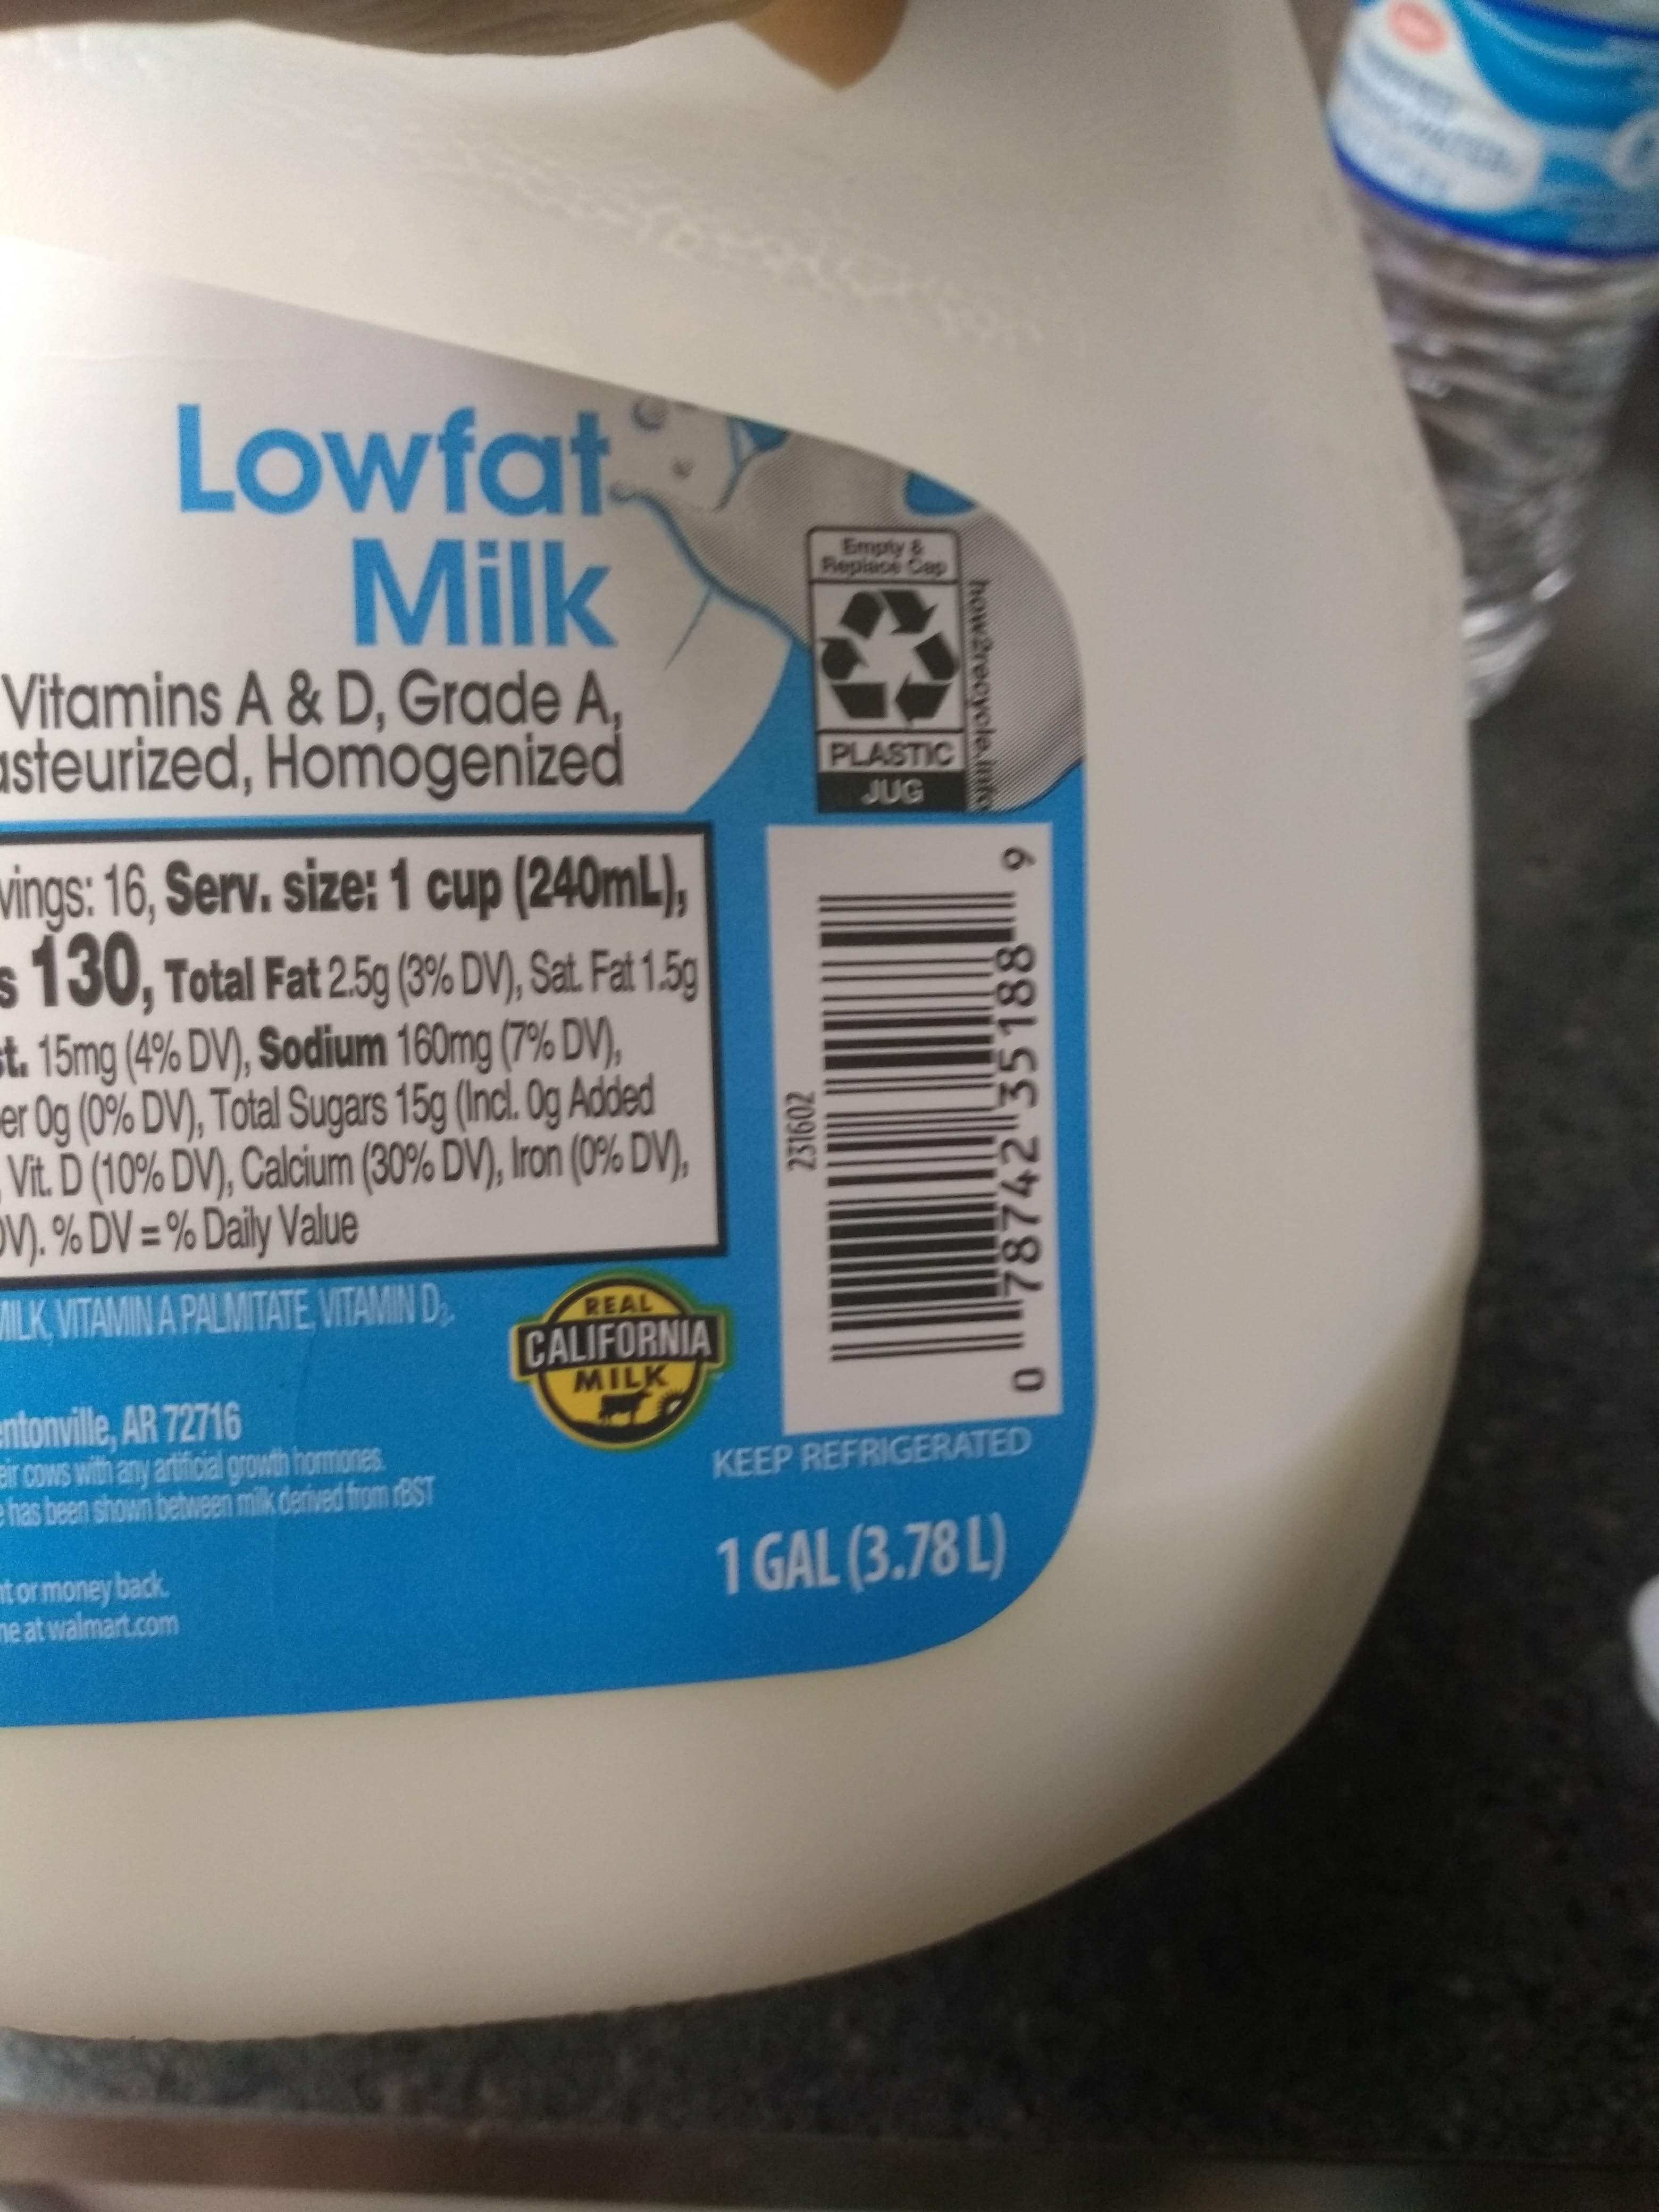 Lowfat
Milk
Vitamins A & D, Grade A,
asteurized, Homogenized
vings: 16, Serv. size: 1 cup (240mL),
s 130, Total Fat 2.5g (3% DV), Sat. Fat 1.5g
st. 15mg (4% DV), Sodium 160mg (7% DV),
er 0g (0% DV), Total Sugars 15g (Incl. 0g Added
Vit. D (10% DV), Calcium (30% DV), Iron (0% DV),
DV). % DV = % Daily Value
MILK, VITAMIN A PALMITATE, VITAMIN D3.
entonville, AR 72716
eir cows with any artificial growth hormones.
e has been shown between milk derived from rBST
nt or money back.
ne at walmart.com
REAL
CALIFORNIA
MILK
Empty &
Replace Cap
how2recycle.info
PLASTIC
JUG
231602
0 78742 35188 9
KEEP REFRIGERATED
1 GAL (3.78 L)